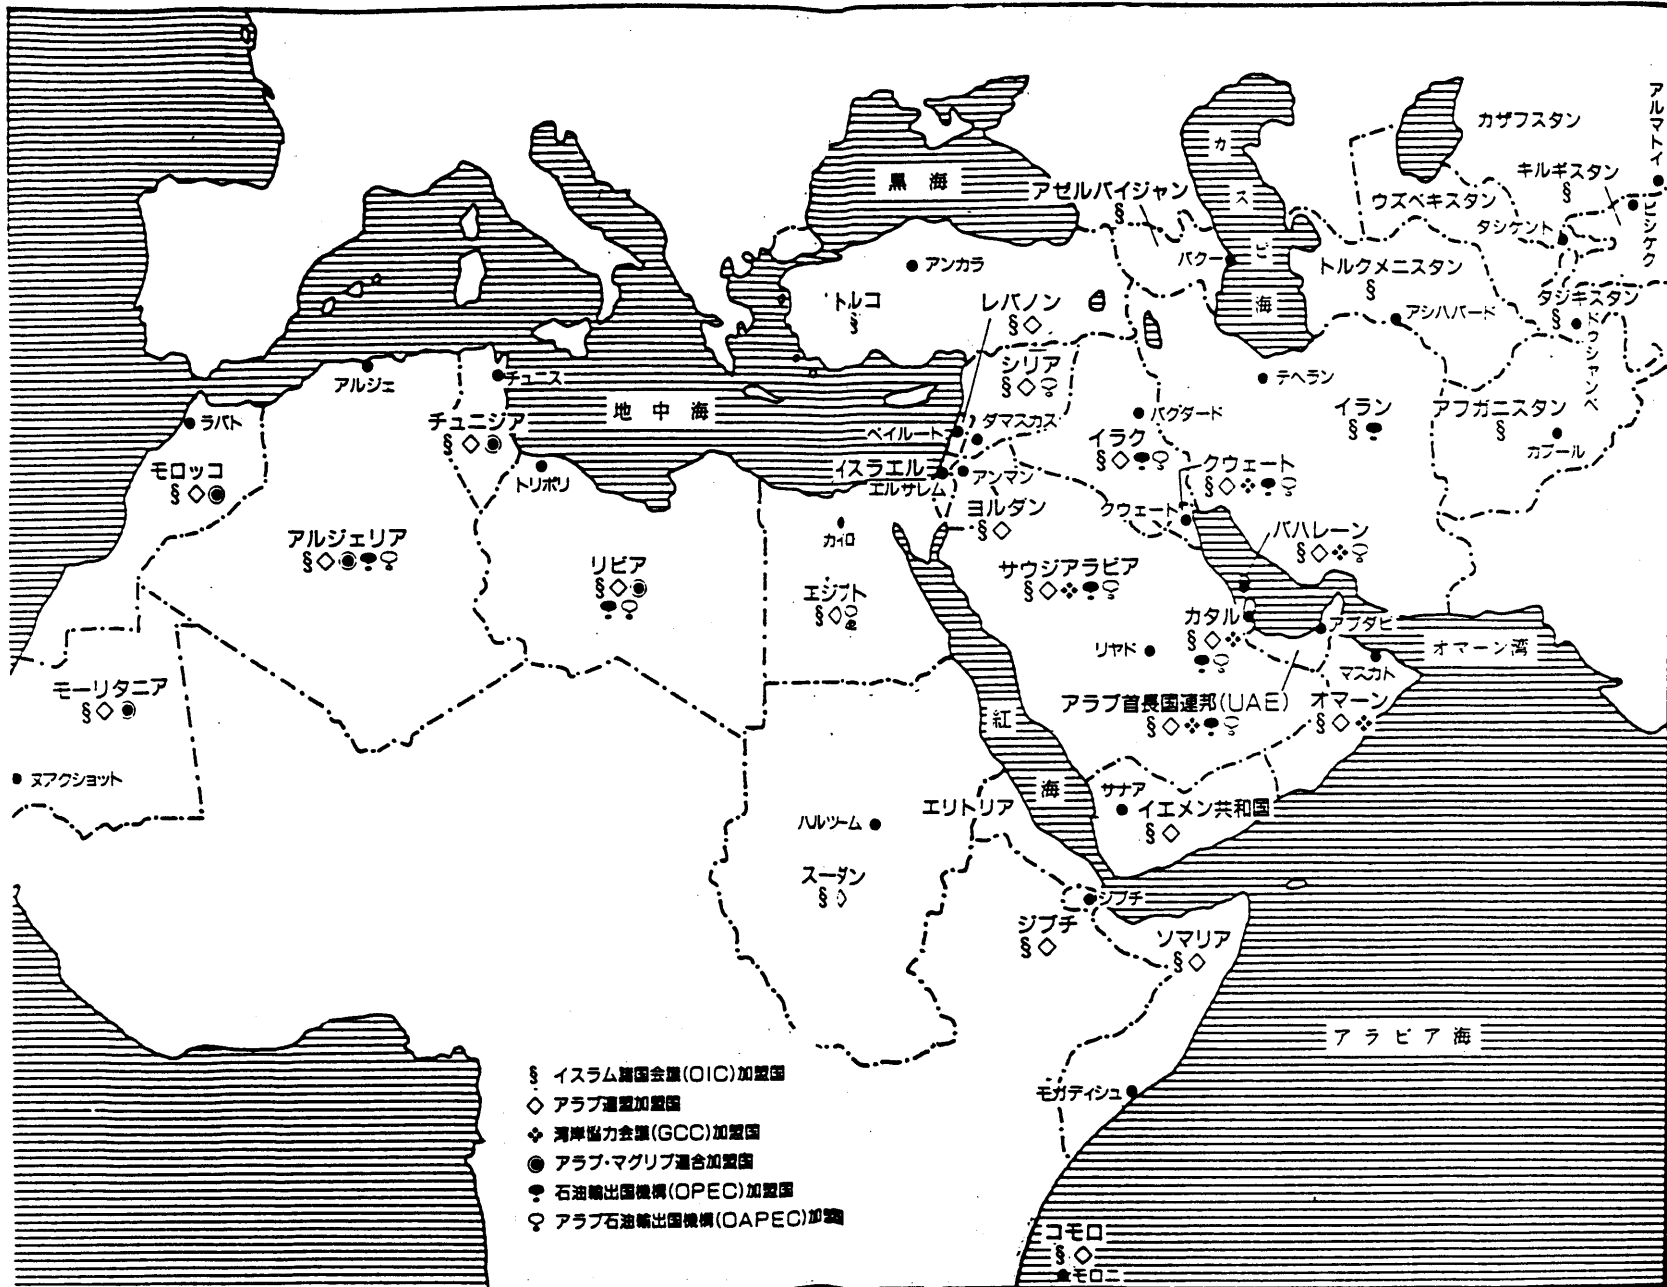 アルマトイ
カザフスタン
カスピ海
黒海
キルギスタン
§
アゼルバイジャン
§
ウズベキスタン
ビシケク
タシケント
バクー
トルクメニスタン
§
アンカラ
トルコ
§
レバノン
§◇
タジキスタン
§
ドゥシャンベ
アシハバード
シリア
§◇
テヘラン
アルジェ
チュニス
地中海
ラバト
チュニジア
§◇
ダマスカス
バグダード
イラン
§
アフガニスタン
§
ベイルート
イラク
§◇
カブール
モロッコ
§◇
トリポリ
イスラエル
エルサレム
アンマン
クウェート
§◇
ヨルダン
§◇
クウェート
アルジェリア
§◇
カイロ
バハレーン
§◇
リビア
§◇
サウジアラビア
§◇
エジプト
§◇
カタル
§◇
アブダビ
オマーン湾
リヤド
マスカト
モーリタニア
§◇
アラブ首長国連邦(UAE)
§◇
オマーン
§◇
紅海
ヌアクショット
サナア
イエメン共和国
§◇
エリトリア
ハルツーム
スーダン
§◇
ジブチ
ジブチ
§◇
ソマリア
§◇
アラビア海
モガディシュ
§ イスラム諸国会議(OIC)加盟国
◇ アラブ連盟加盟国
湾岸協力会議(GCC)加盟国
アラブ・マグリブ連合加盟国
石油輸出国機構(OPEC)加盟国
アラブ石油輸出国機構(OAPEC)加盟国
コモロ
§◇
モロニ